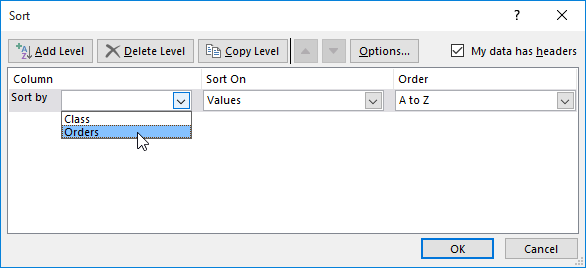 Sort
? ×
Add Level Delete Level Copy Level Options... My data has headers
Column Sort On Order
Sort by Values A to Z
Class
Orders
OK Cancel